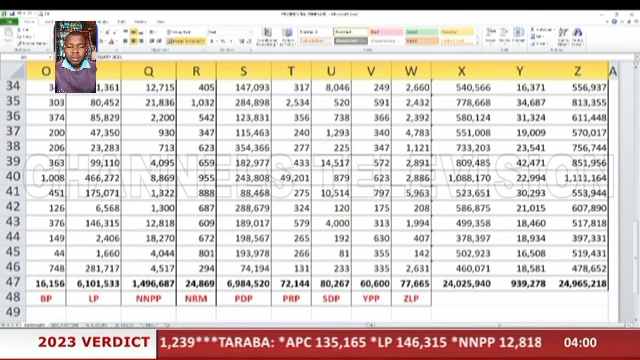 O Q R S T U V W X Y Z A
34 1,361 12,715 405 147,093 317 8,046 249 2,660 540,566 16,371 556,937
35 303 80,452 21,836 1,032 284,898 2,534 520 591 2,432 778,668 34,687 813,355
36 374 85,829 2,200 542 123,831 356 738 366 2,392 580,124 31,324 611,448
37 200 47,350 930 347 115,463 240 1,293 340 4,783 551,008 19,009 570,017
38 206 23,283 713 623 354,366 277 225 347 1,121 733,203 23,541 756,744
39 363 99,110 4,095 659 182,977 433 14,517 572 2,891 809,485 42,471 851,956
40 1,008 466,272 8,869 955 243,808 49,201 879 623 2,886 1,088,170 22,994 1,111,164
41 451 175,071 1,322 888 88,468 275 10,514 797 5,963 523,651 30,293 553,944
42 126 6,568 1,300 687 288,679 324 120 175 208 586,875 21,015 607,890
43 376 146,315 12,818 609 189,017 579 4,000 313 1,994 499,358 18,460 517,818
44 149 2,406 18,270 672 198,567 265 192 630 407 378,397 18,934 397,331
45 44 1,660 4,044 801 193,978 266 81 355 142 502,923 16,508 519,431
46 748 281,717 4,517 294 74,194 131 233 335 2,631 460,071 18,581 478,652
47 16,156 6,101,533 1,496,687 24,869 6,984,520 72,144 80,267 60,600 77,665 24,025,940 939,278 24,965,218
48 BP LP NNPP NRM PDP PRP SDP YPP ZLP
49
CHANNELS TELEVISION
2023 VERDICT 1,239***TARABA: *APC 135,165 *LP 146,315 *NNPP 12,818 04:00